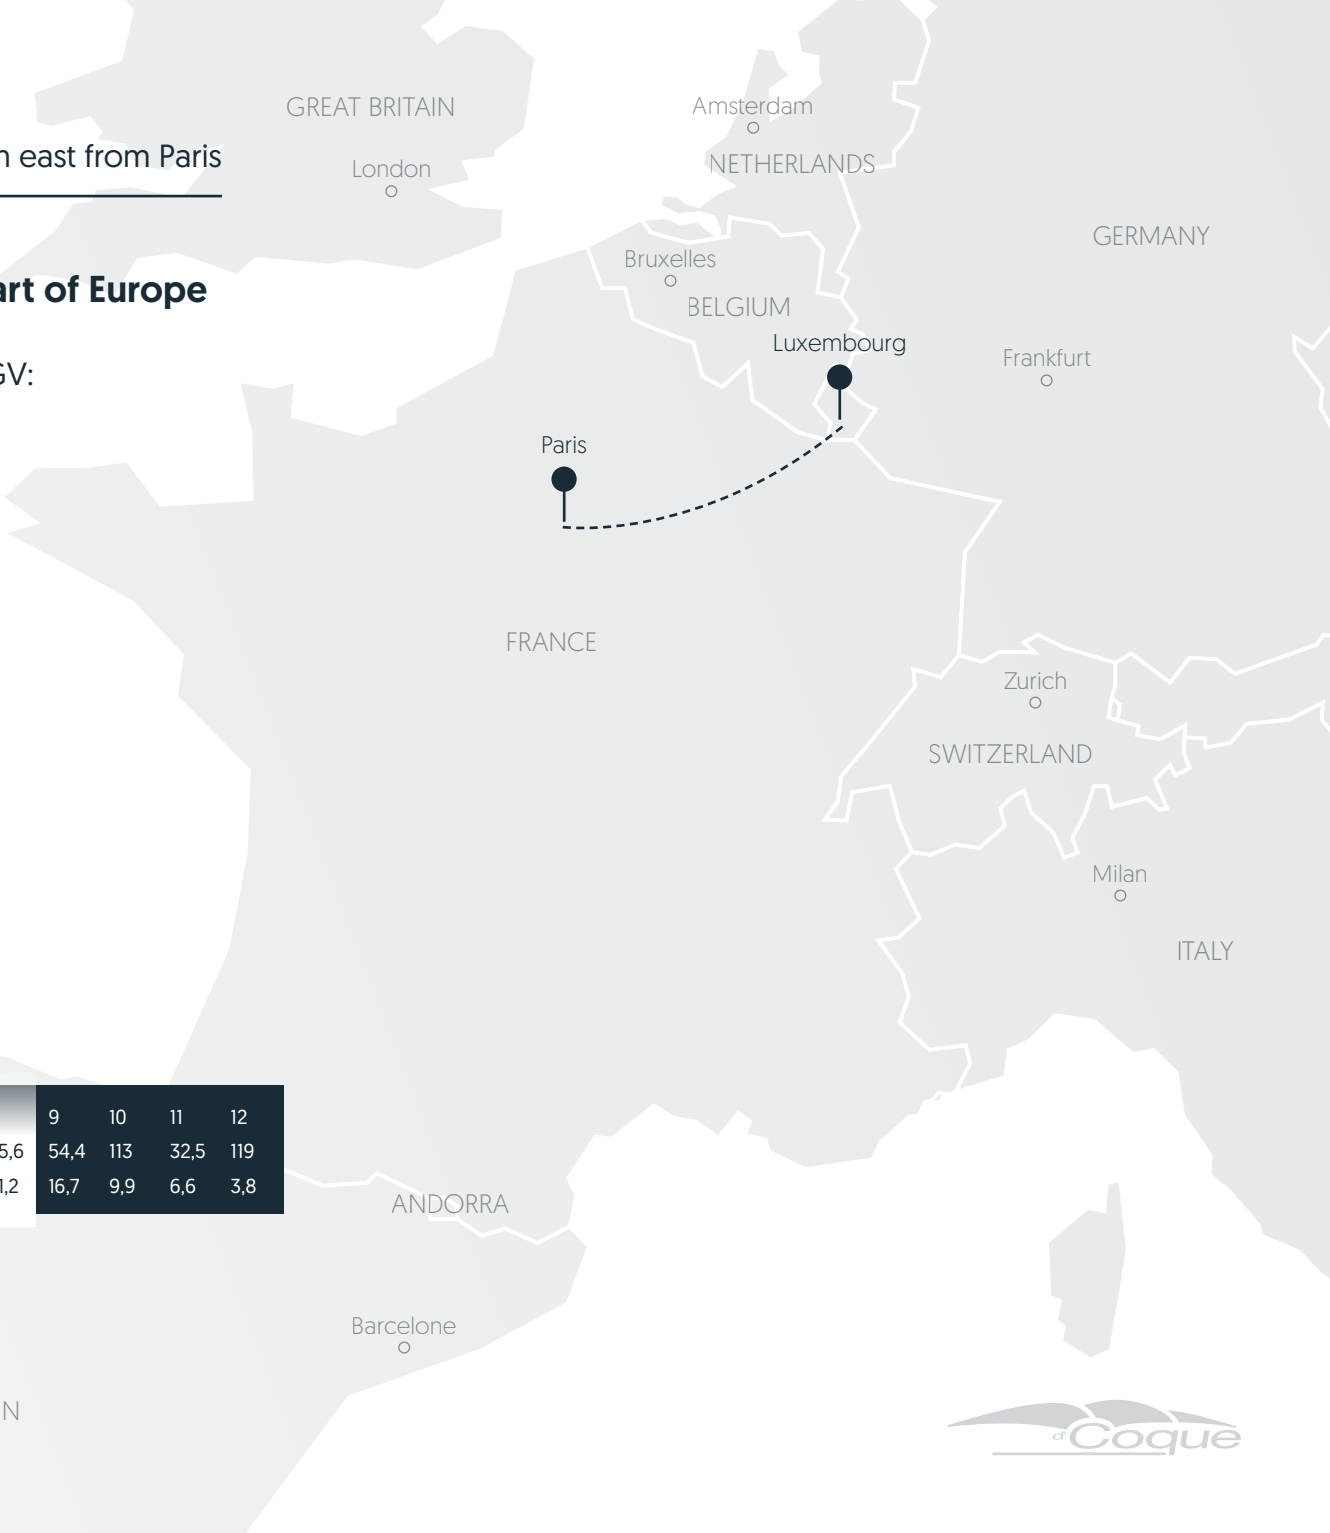 GREAT BRITAIN
Amsterdam
east from Paris
London
NETHERLANDS
GERMANY
Bruxelles
of Europe
BELGIUM
Luxembourg
Frankfurt
GV:
Paris
FRANCE
Zurich
SWITZERLAND
Milan
ITALY
9 10 11 12
5,6 54,4 113 32,5 119
1,2 16,7 9,9 6,6 3,8
ANDORRA
Barcelone
N
d'Coque